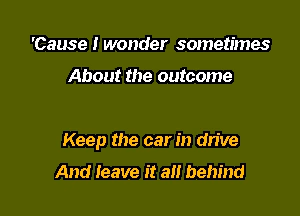 'Cause I wonder sometimes
About the outcome
Keep the car in drive
And leave it all behind